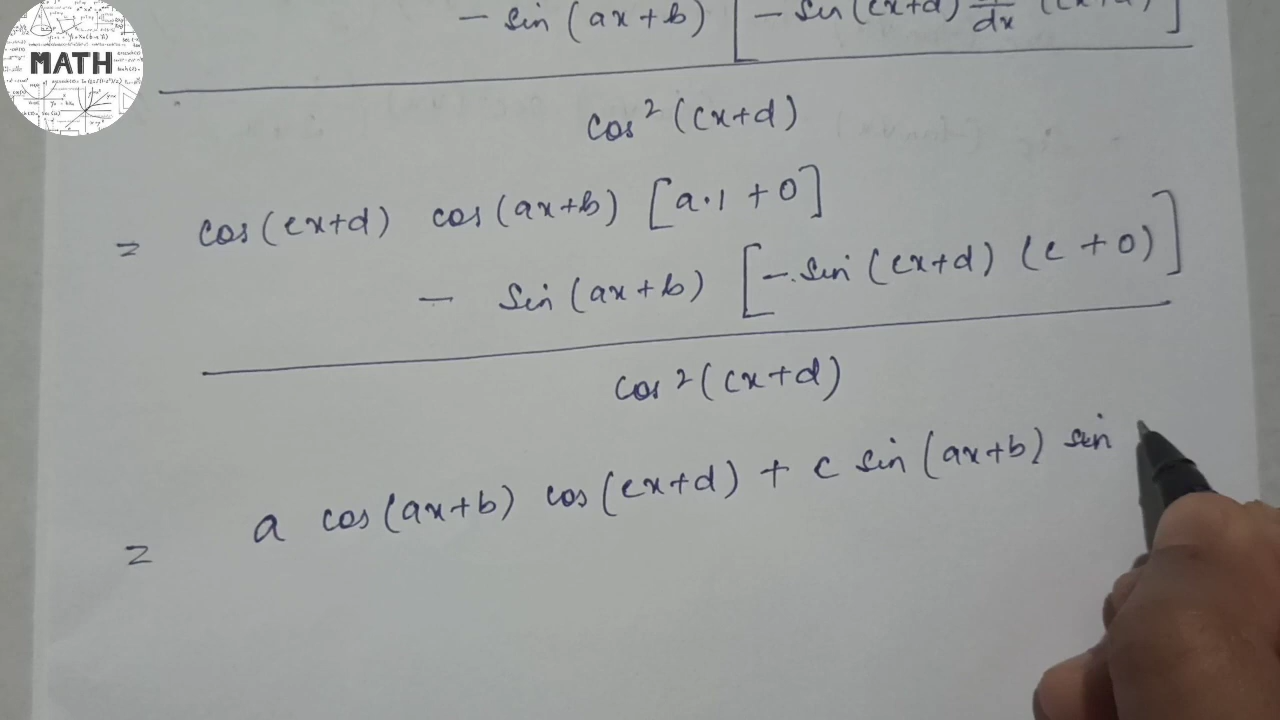 - sin (ax+b) [- sin(cx+d) d/dx (cx+d)]
MATH
cos²(cx+d)
= cos(cx+d) cos(ax+b) [a·1 + 0]
- sin(ax+b) [- sin(cx+d) (c + 0)]
cos²(cx+d)
= a cos(ax+b) cos(cx+d) + c sin(ax+b) sin